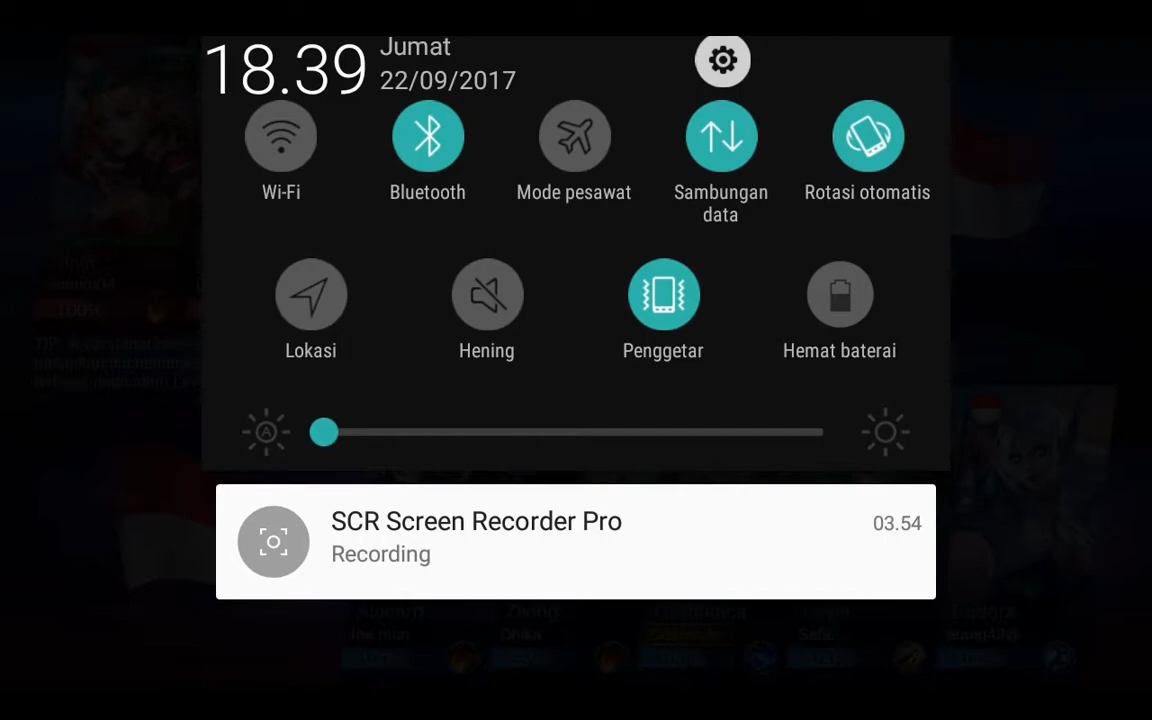 18.39
Jumat
22/09/2017
Wi-Fi
Bluetooth
Mode pesawat
Sambungan
data
Rotasi otomatis
Lokasi
Hening
Penggetar
Hemat baterai
A
SCR Screen Recorder Pro
03.54
Recording
100%